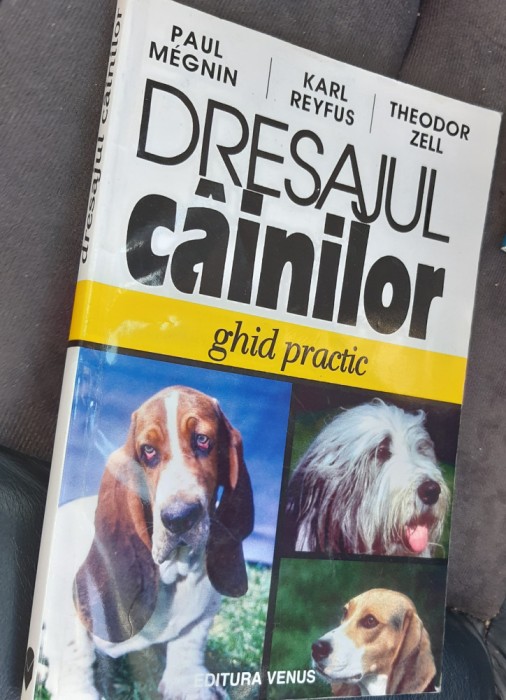 PAUL
MÉGNIN
KARL
REYFUS
THEODOR
ZELL
DRESAJUL
câinilor
ghid practic
EDITURA VENUS
dresajul câinilor